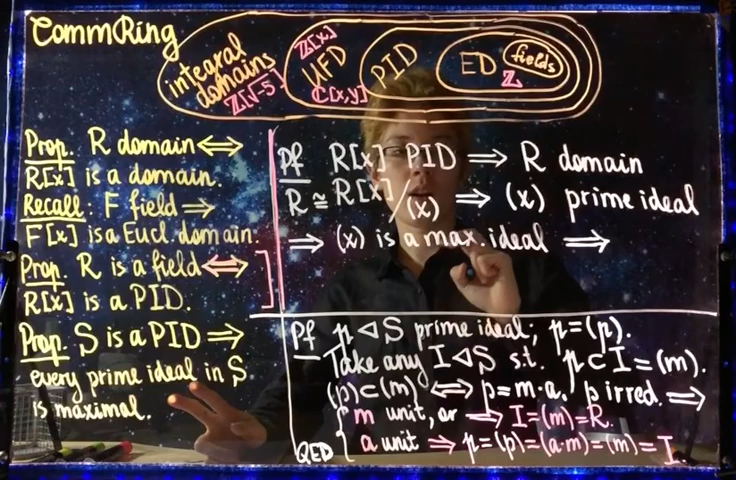 CommRing
integral domains
Z[√-5]
Z[x]
UFD
C[x,y]
PID
ED
Z
fields
Prop. R domain ⟺
R[x] is a domain.
Recall: F field ⟹
F[x] is a Eucl. domain.
Prop. R is a field ⟺
R[x] is a PID.
Prop. S is a PID ⟹
every prime ideal in S
is maximal.
Pf R[x] PID ⟹ R domain
R ≅ R[x]/(x) ⟹ (x) prime ideal
⟹ (x) is a max. ideal ⟹
Pf 𝔭 ◁ S prime ideal; 𝔭=(p).
Take any I ◁ S s.t. 𝔭 ⊂ I = (m).
(p) ⊂ (m) ⟺ p = m·a. p irred. ⟹
{ m unit, or ⟹ I=(m)=R.
QED { a unit ⟹ 𝔭=(p)=(a·m)=(m)=I.